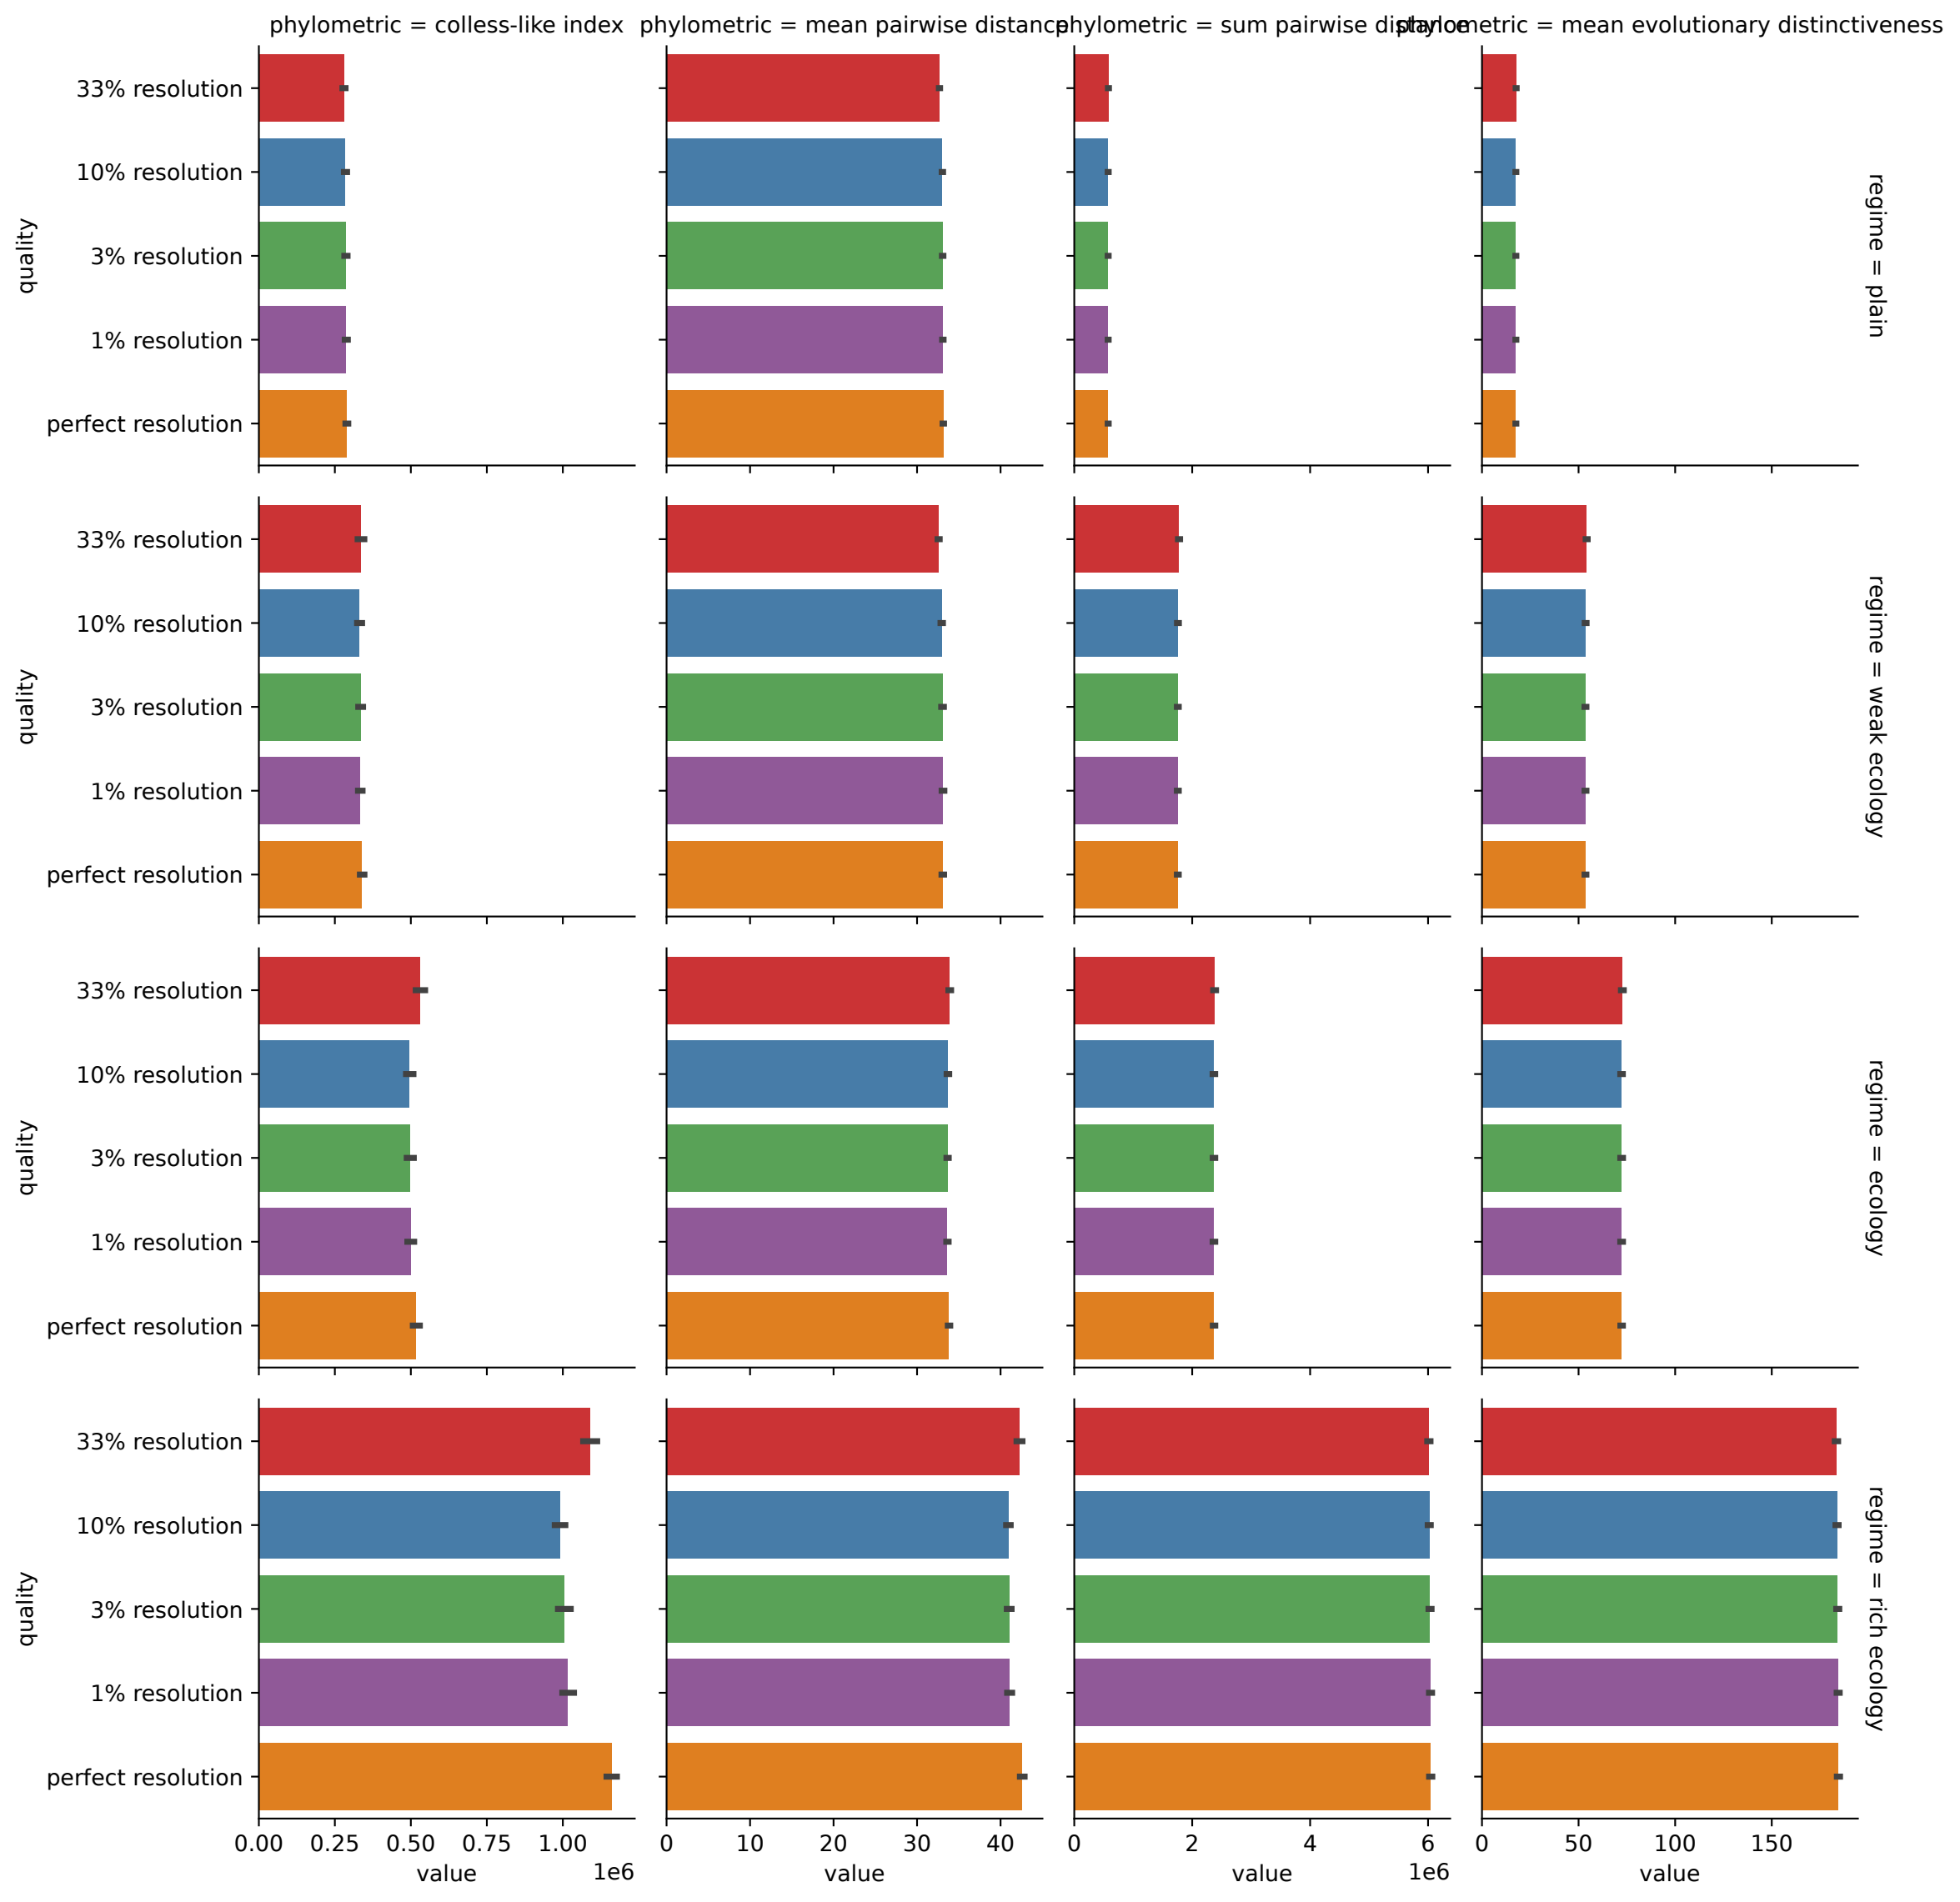 phylometric = colless-like index
phylometric = mean pairwise distance
phylometric = sum pairwise distance
phylometric = mean evolutionary distinctiveness
quality
33% resolution
10% resolution
3% resolution
1% resolution
perfect resolution
regime = plain
quality
33% resolution
10% resolution
3% resolution
1% resolution
perfect resolution
regime = weak ecology
quality
33% resolution
10% resolution
3% resolution
1% resolution
perfect resolution
regime = ecology
quality
33% resolution
10% resolution
3% resolution
1% resolution
perfect resolution
regime = rich ecology
0.00 0.25 0.50 0.75 1.00
1e6
value
0 10 20 30 40
value
0 2 4 6
1e6
value
0 50 100 150
value